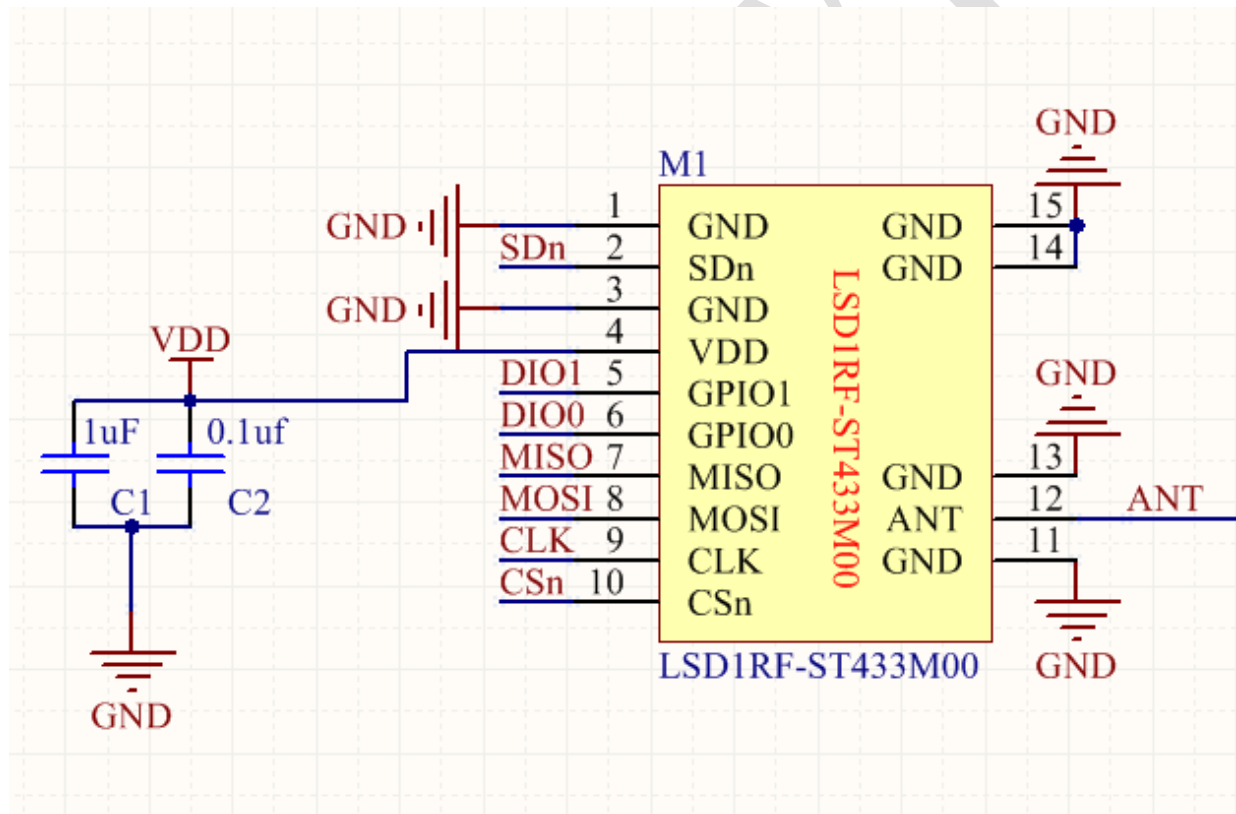 GND
M1
GND 1 GND GND 15
SDn 2 SDn GND 14
GND 3 GND
VDD 4 VDD
DIO1 5 GPIO1 GND
DIO0 6 GPIO0
1uF 0.1uf
MISO 7 MISO GND 13
C1 C2
MOSI 8 MOSI ANT 12 ANT
CLK 9 CLK GND 11
CSn 10 CSn
LSD1RF-ST433M00
LSD1RF-ST433M00 GND
GND